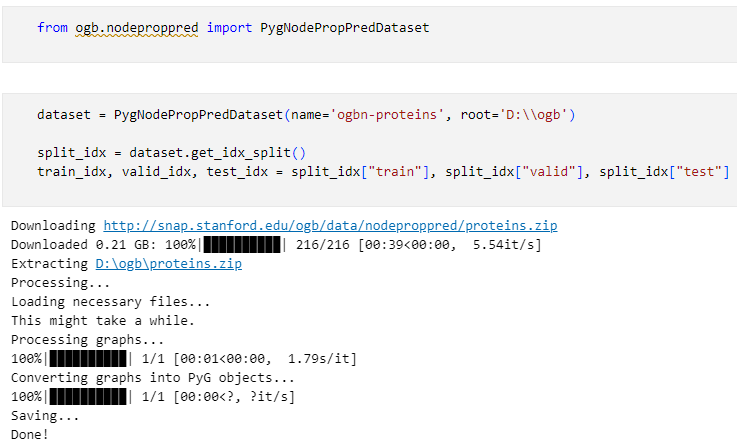 from ogb.nodeproppred import PygNodePropPredDataset
dataset = PygNodePropPredDataset(name='ogbn-proteins', root='D:\\ogb')
split_idx = dataset.get_idx_split()
train_idx, valid_idx, test_idx = split_idx["train"], split_idx["valid"], split_idx["test"]
Downloading http://snap.stanford.edu/ogb/data/nodeproppred/proteins.zip
Downloaded 0.21 GB: 100%|██████████| 216/216 [00:39<00:00,  5.54it/s]
Extracting D:\ogb\proteins.zip
Processing...
Loading necessary files...
This might take a while.
Processing graphs...
100%|██████████| 1/1 [00:01<00:00,  1.79s/it]
Converting graphs into PyG objects...
100%|██████████| 1/1 [00:00<?, ?it/s]
Saving...
Done!